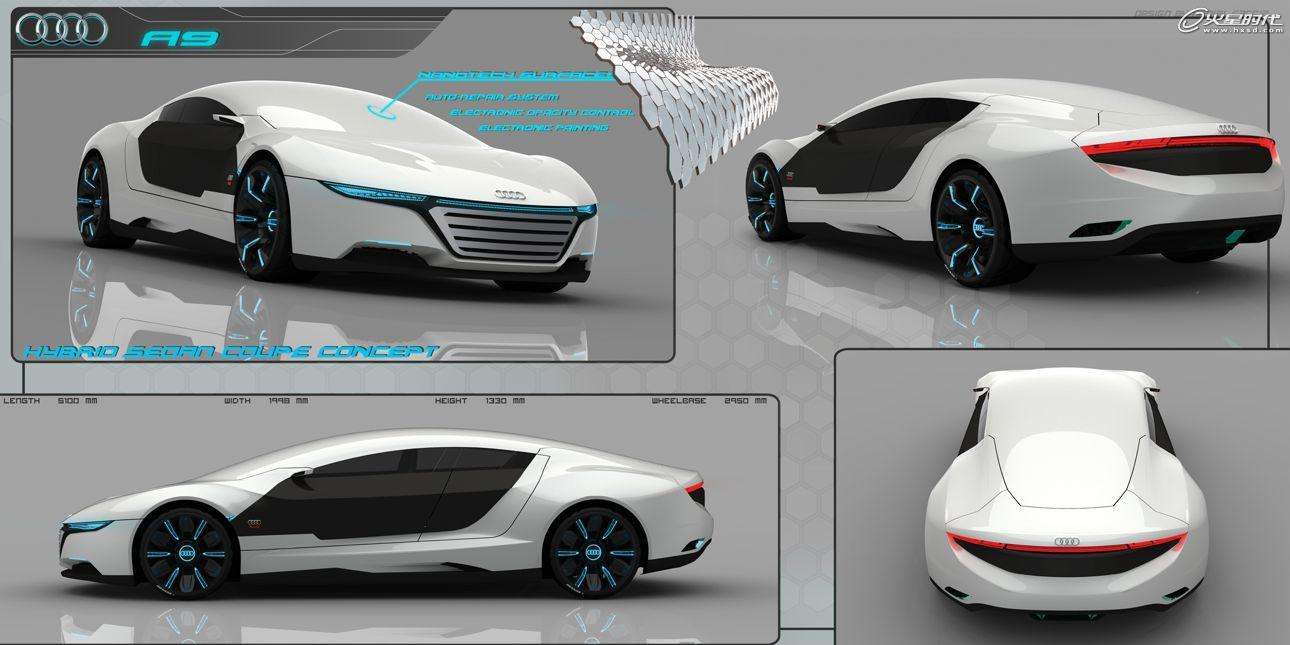 A9
NANOTECH SURFACES
AUTO-REPAIR SYSTEM
ELECTRONIC OPACITY CONTROL
ELECTRONIC PAINTING
火星时代
www.hxsd.com
HYBRID SEDAN COUPE CONCEPT
LENGTH 5100 MM WIDTH 1998 MM HEIGHT 1330 MM WHEELBASE 2950 MM